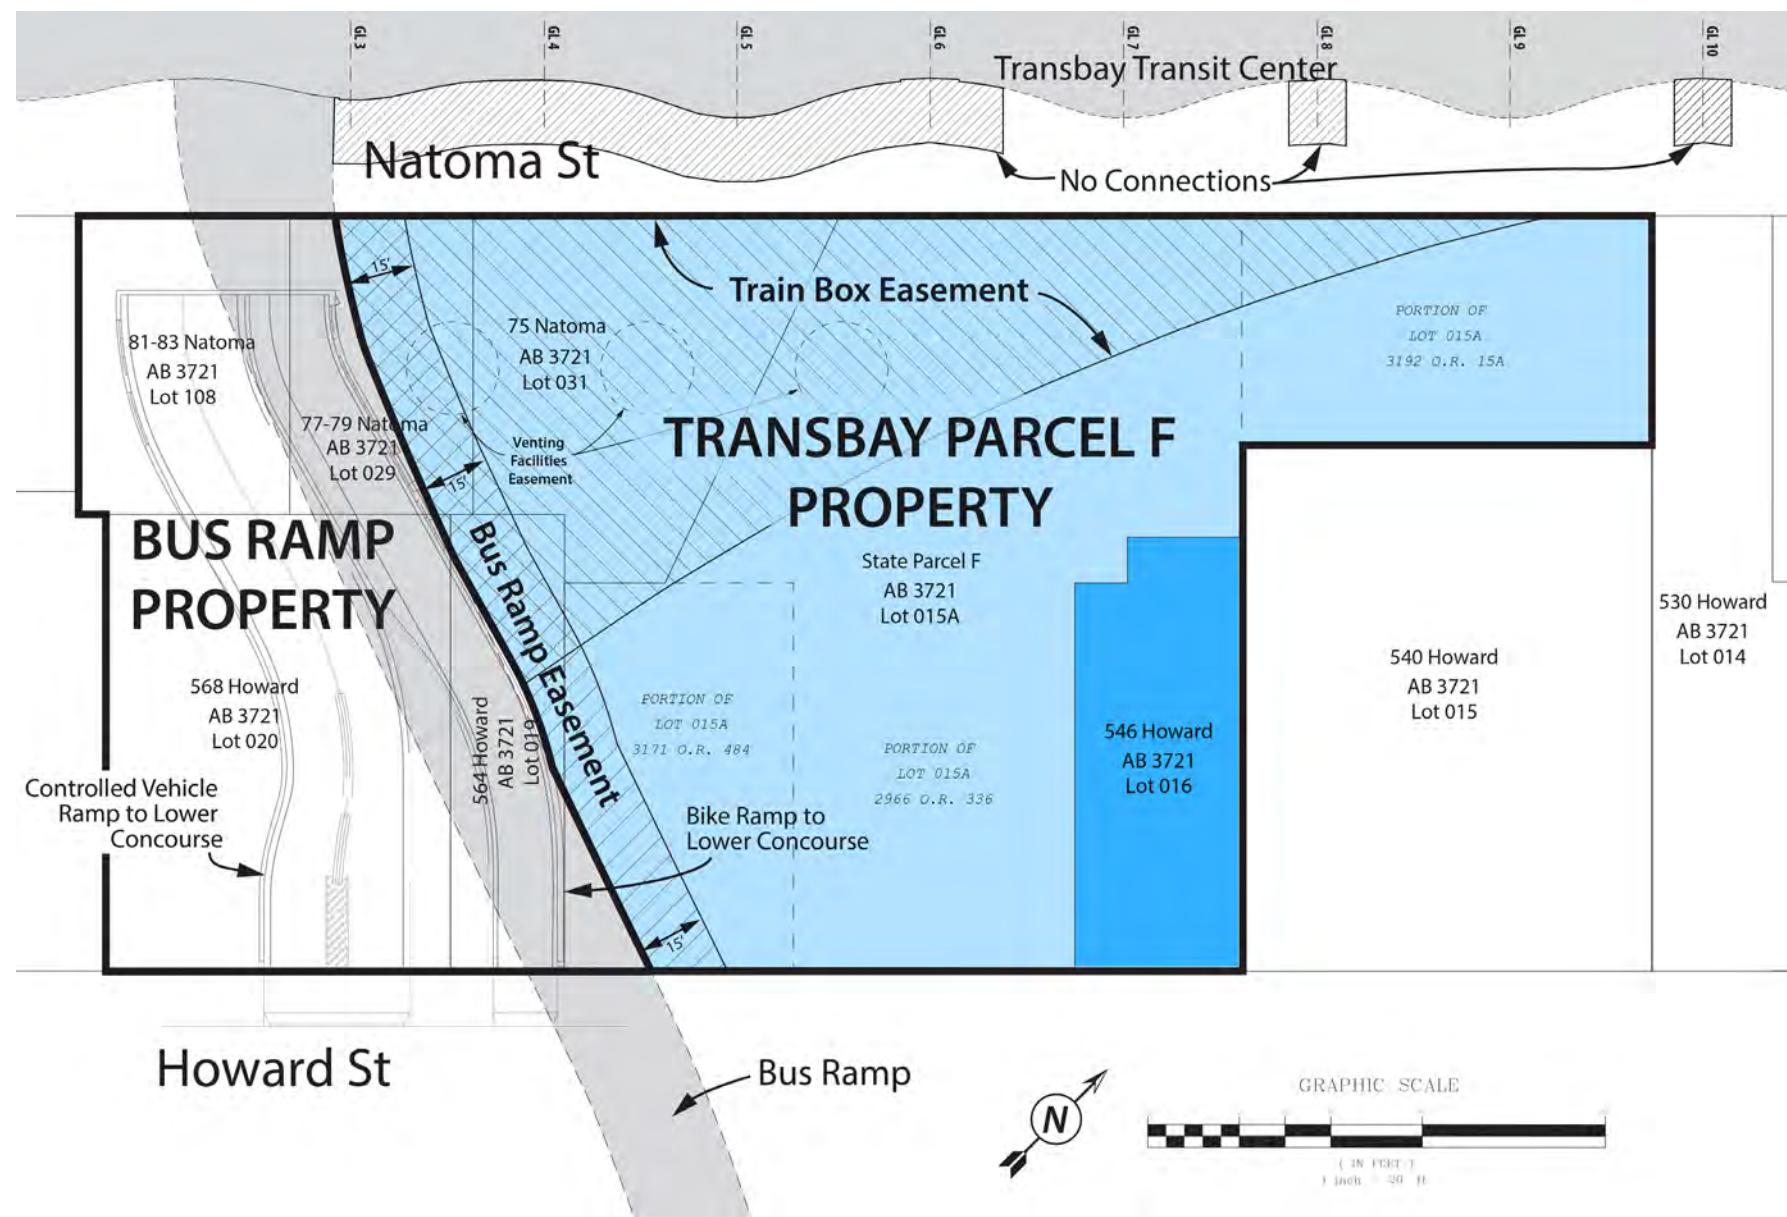 GL3
GL4
GL5
GL6
GL7
GL8
GL9
GL10
Transbay Transit Center
Natoma St
No Connections
15'
Train Box Easement
75 Natoma
AB 3721
Lot 031
PORTION OF
LOT 015A
3192 O.R. 15A
81-83 Natoma
AB 3721
Lot 108
77-79 Natoma
AB 3721
Lot 029
Venting
Facilities
Easement
15'
TRANSBAY PARCEL F
PROPERTY
BUS RAMP
PROPERTY
Bus Ramp Easement
State Parcel F
AB 3721
Lot 015A
530 Howard
AB 3721
Lot 014
540 Howard
AB 3721
Lot 015
568 Howard
AB 3721
Lot 020
564 Howard
AB 3721
Lot 019
PORTION OF
LOT 015A
3171 O.R. 484
PORTION OF
LOT 015A
2966 O.R. 336
546 Howard
AB 3721
Lot 016
Controlled Vehicle
Ramp to Lower
Concourse
Bike Ramp to
Lower Concourse
15'
Howard St
Bus Ramp
N
GRAPHIC SCALE
( IN FEET )
1 inch = 20 ft